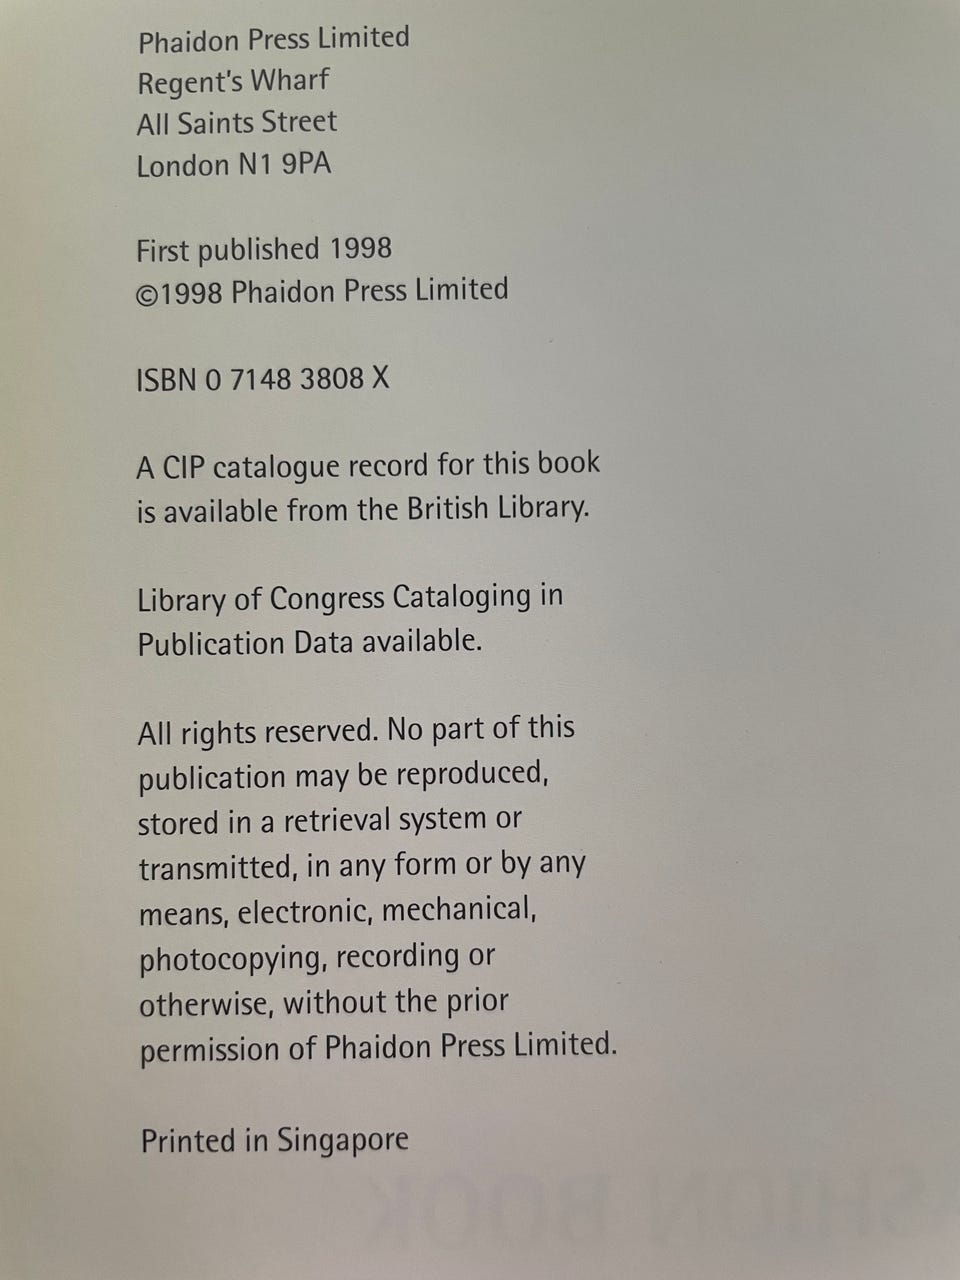 Phaidon Press Limited
Regent's Wharf
All Saints Street
London N1 9PA
First published 1998
©1998 Phaidon Press Limited
ISBN 0 7148 3808 X
A CIP catalogue record for this book
is available from the British Library.
Library of Congress Cataloging in
Publication Data available.
All rights reserved. No part of this
publication may be reproduced,
stored in a retrieval system or
transmitted, in any form or by any
means, electronic, mechanical,
photocopying, recording or
otherwise, without the prior
permission of Phaidon Press Limited.
Printed in Singapore
SHION BOOK